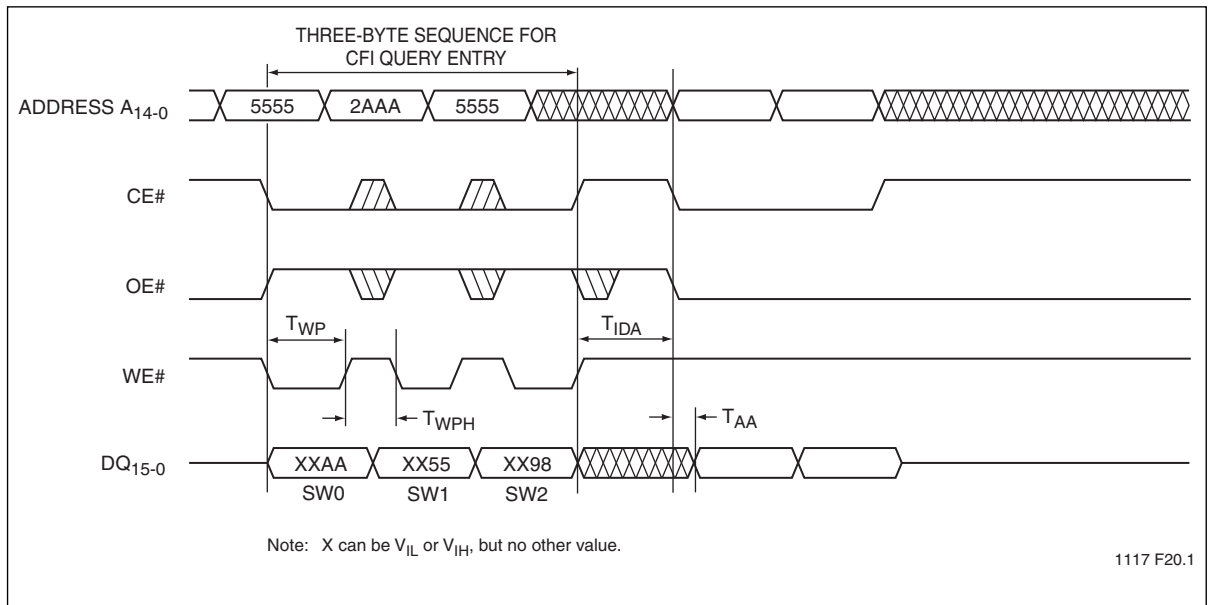 THREE-BYTE SEQUENCE FOR
CFI QUERY ENTRY
ADDRESS A14-0
5555 2AAA 5555
CE#
OE#
TWP TIDA
WE#
TWPH TAA
DQ15-0
XXAA XX55 XX98
SW0 SW1 SW2
Note: X can be VIL or VIH, but no other value.
1117 F20.1